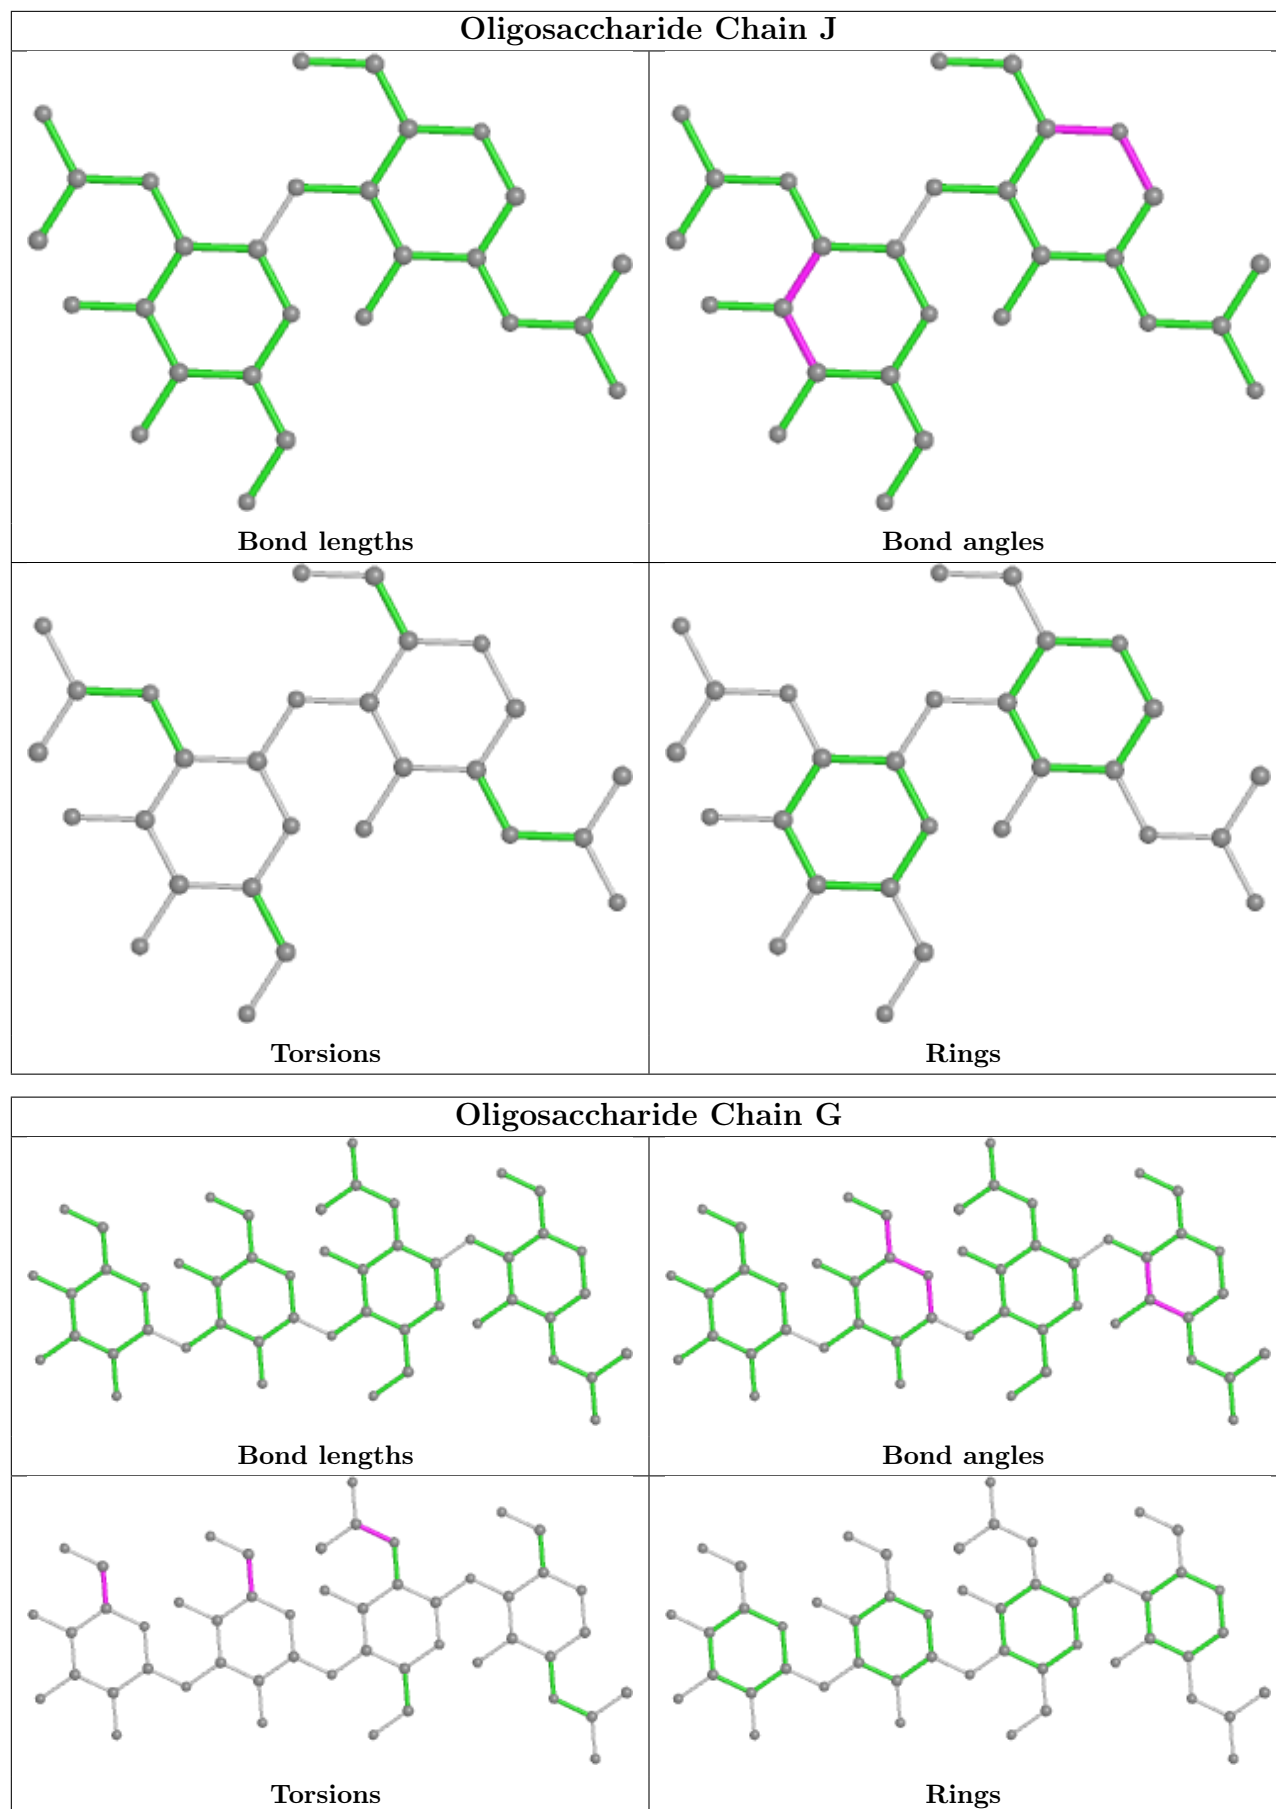 Oligosaccharide Chain J
Bond lengths
Bond angles
Torsions
Rings
Oligosaccharide Chain G
Bond lengths
Bond angles
Torsions
Rings